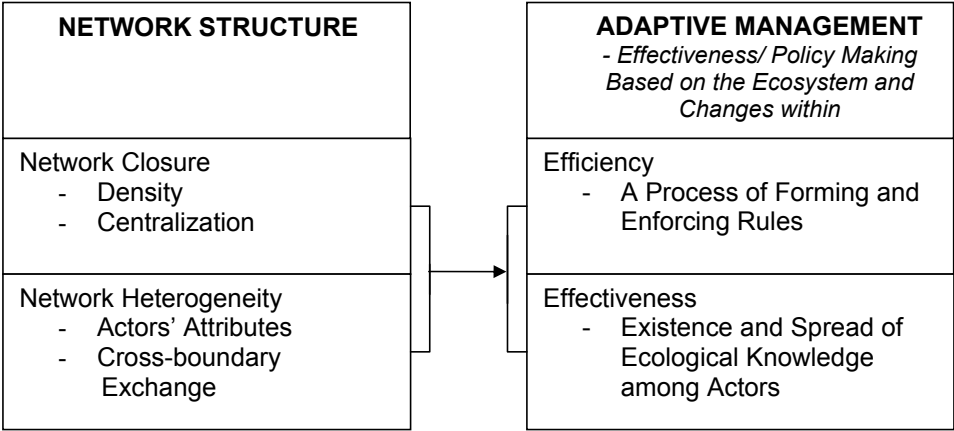 NETWORK STRUCTURE
Network Closure
- Density
- Centralization
Network Heterogeneity
- Actors’ Attributes
- Cross-boundary
Exchange
ADAPTIVE MANAGEMENT
- Effectiveness/ Policy Making
Based on the Ecosystem and
Changes within
Efficiency
- A Process of Forming and
Enforcing Rules
Effectiveness
- Existence and Spread of
Ecological Knowledge
among Actors